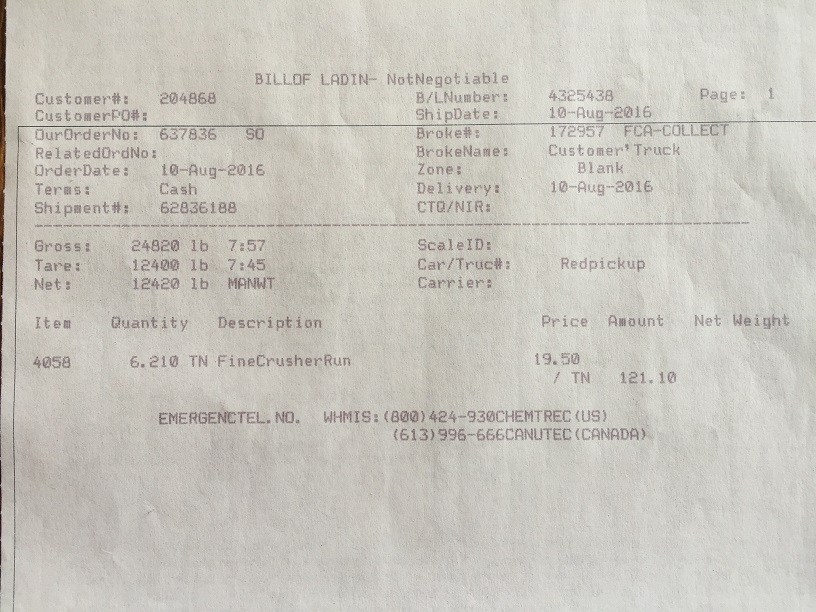 BILLOF LADIN- NotNegotiable
Customer#: 204868 B/LNumber: 4325438 Page: 1
CustomerPO#: ShipDate: 10-Aug-2016
OurOrderNo: 637836 SO Broke#: 172957 FCA-COLLECT
RelatedOrdNo: BrokeName: Customer'Truck
OrderDate: 10-Aug-2016 Zone: Blank
Terms: Cash Delivery: 10-Aug-2016
Shipment#: 62836188 CTQ/NIR:
Gross: 24820 lb 7:57 ScaleID:
Tare: 12400 lb 7:45 Car/Truc#: Redpickup
Net: 12420 lb MANWT Carrier:
Item Quantity Description Price Amount Net Weight
4058 6.210 TN FineCrusherRun 19.50
/ TN 121.10
EMERGENCTEL.NO. WHMIS:(800)424-930CHEMTREC(US)
(613)996-666CANUTEC(CANADA)